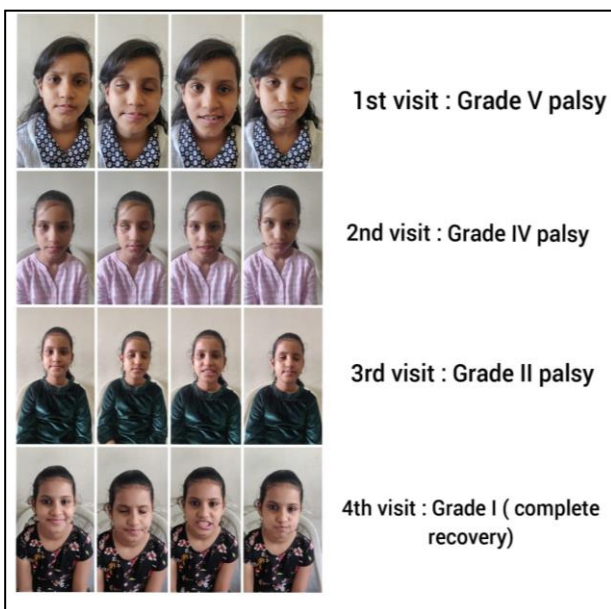 1st visit : Grade V palsy
2nd visit : Grade IV palsy
3rd visit : Grade II palsy
4th visit : Grade I ( complete
recovery)